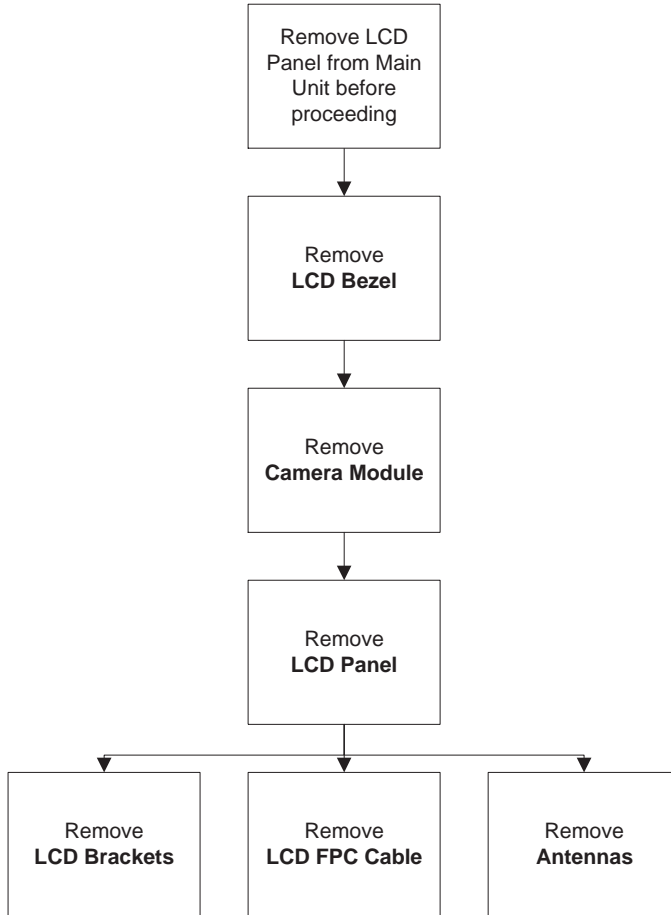 Remove LCD
Panel from Main
Unit before
proceeding
Remove
LCD Bezel
Remove
Camera Module
Remove
LCD Panel
Remove
LCD Brackets
Remove
LCD FPC Cable
Remove
Antennas